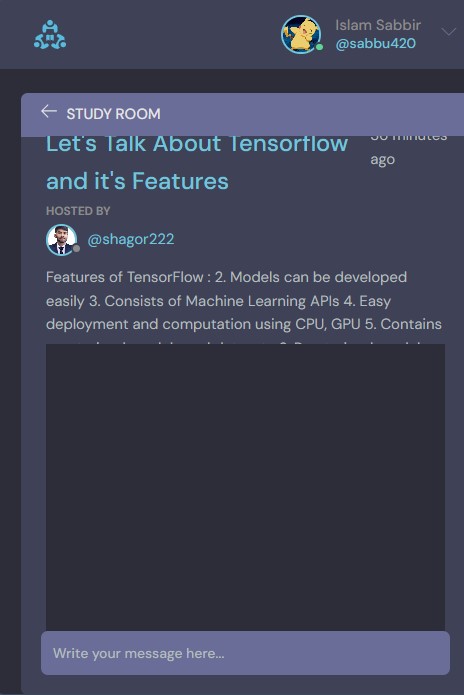 Islam Sabbir
@sabbu420
STUDY ROOM
Let's Talk About Tensorflow
and it's Features
minutes
ago
HOSTED BY
@shagor222
Features of TensorFlow : 2. Models can be developed
easily 3. Consists of Machine Learning APIs 4. Easy
deployment and computation using CPU, GPU 5. Contains
Write your message here...